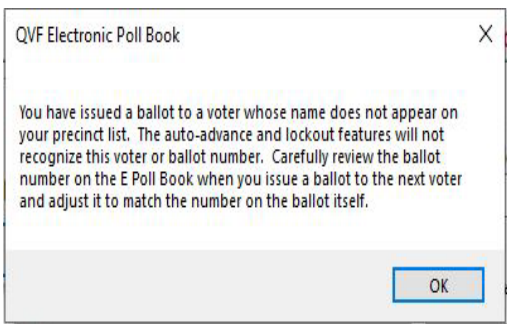 QVF Electronic Poll Book
X
You have issued a ballot to a voter whose name does not appear on
your precinct list. The auto-advance and lockout features will not
recognize this voter or ballot number. Carefully review the ballot
number on the E Poll Book when you issue a ballot to the next voter
and adjust it to match the number on the ballot itself.
OK